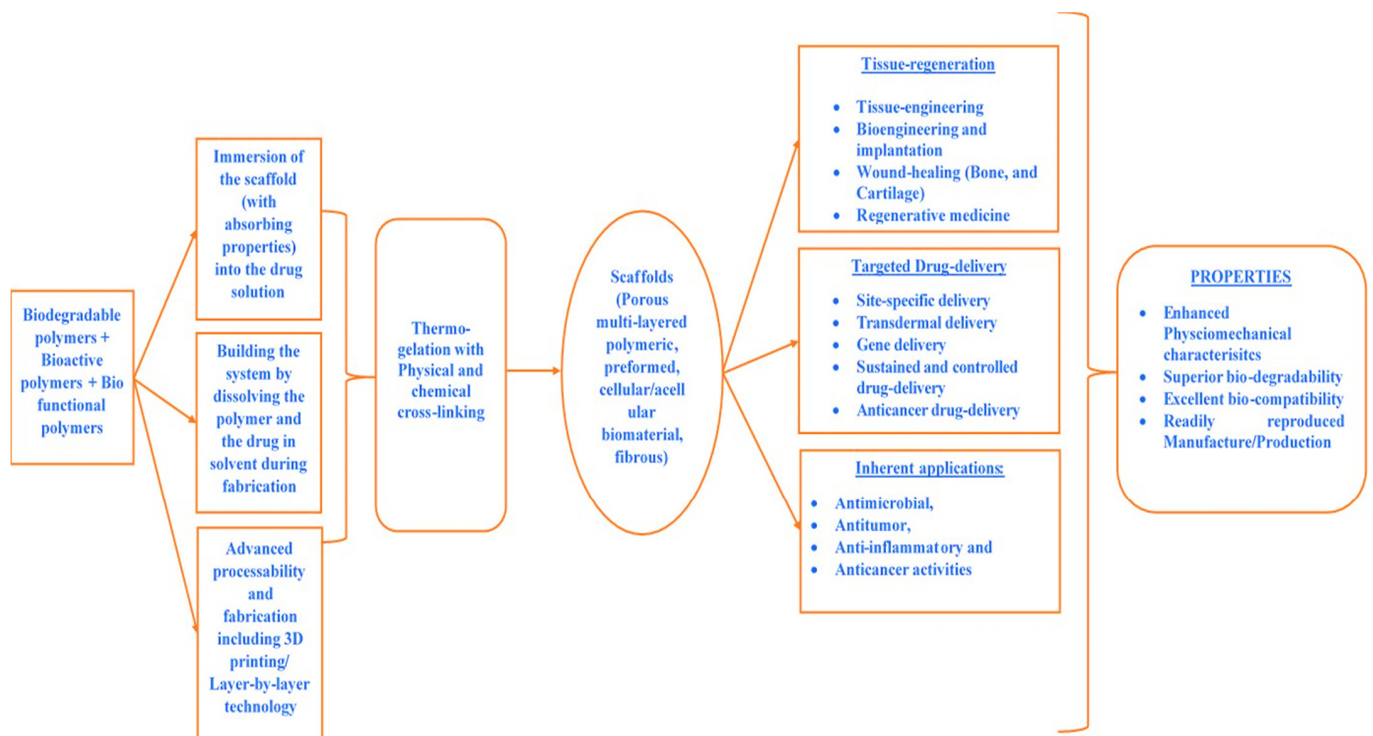 Biodegradable
polymers +
Bioactive
polymers + Bio
functional
polymers
Immersion of
the scaffold
(with
absorbing
properties)
into the drug
solution
Building the
system by
dissolving the
polymer and
the drug in
solvent during
fabrication
Advanced
processability
and
fabrication
including 3D
printing/
Layer-by-layer
technology
Thermo-
gelation with
Physical and
chemical
cross-linking
Scaffolds
(Porous
multi-layered
polymeric,
preformed,
cellular/acell
ular
biomaterial,
fibrous)
Tissue-regeneration
• Tissue-engineering
• Bioengineering and
implantation
• Wound-healing (Bone, and
Cartilage)
• Regenerative medicine
Targeted Drug-delivery
• Site-specific delivery
• Transdermal delivery
• Gene delivery
• Sustained and controlled
drug-delivery
• Anticancer drug-delivery
Inherent applications:
• Antimicrobial,
• Antitumor,
• Anti-inflammatory and
• Anticancer activities
PROPERTIES
• Enhanced
Physciomechanical
characterisitcs
• Superior bio-degradability
• Excellent bio-compatibility
• Readily reproduced
Manufacture/Production